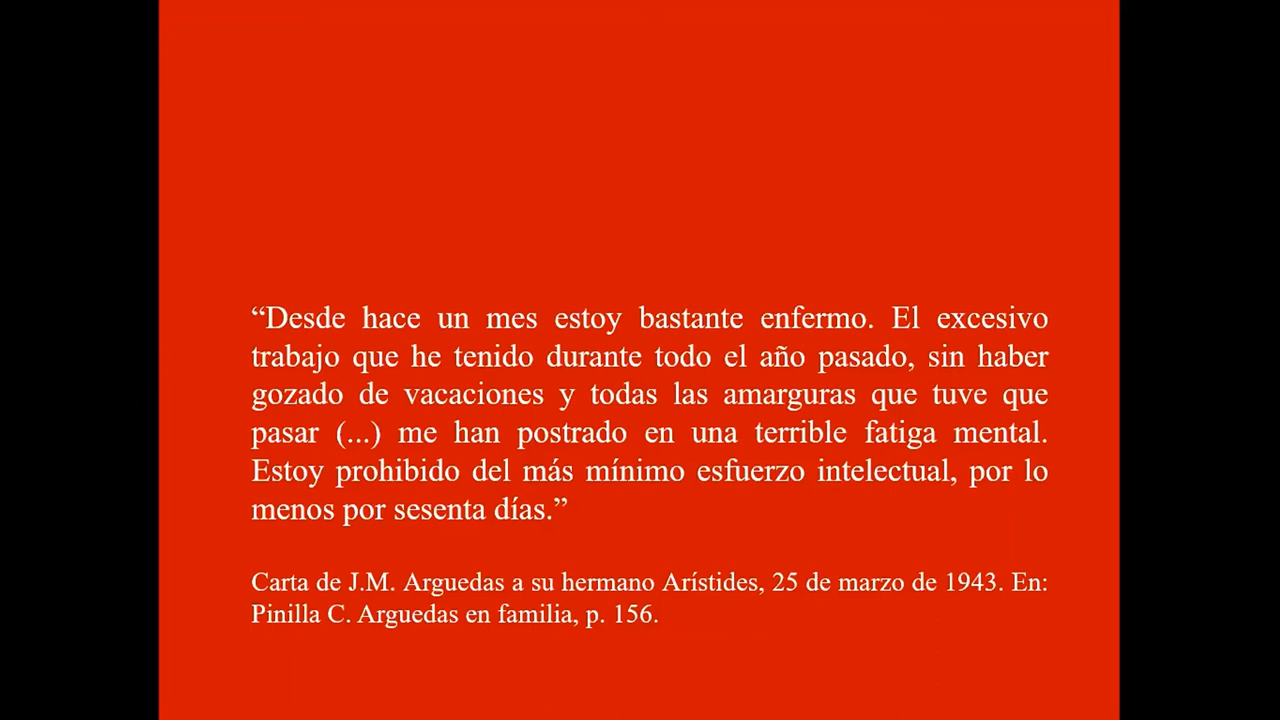 “Desde hace un mes estoy bastante enfermo. El excesivo
trabajo que he tenido durante todo el año pasado, sin haber
gozado de vacaciones y todas las amarguras que tuve que
pasar (...) me han postrado en una terrible fatiga mental.
Estoy prohibido del más mínimo esfuerzo intelectual, por lo
menos por sesenta días.”
Carta de J.M. Arguedas a su hermano Arístides, 25 de marzo de 1943. En:
Pinilla C. Arguedas en familia, p. 156.